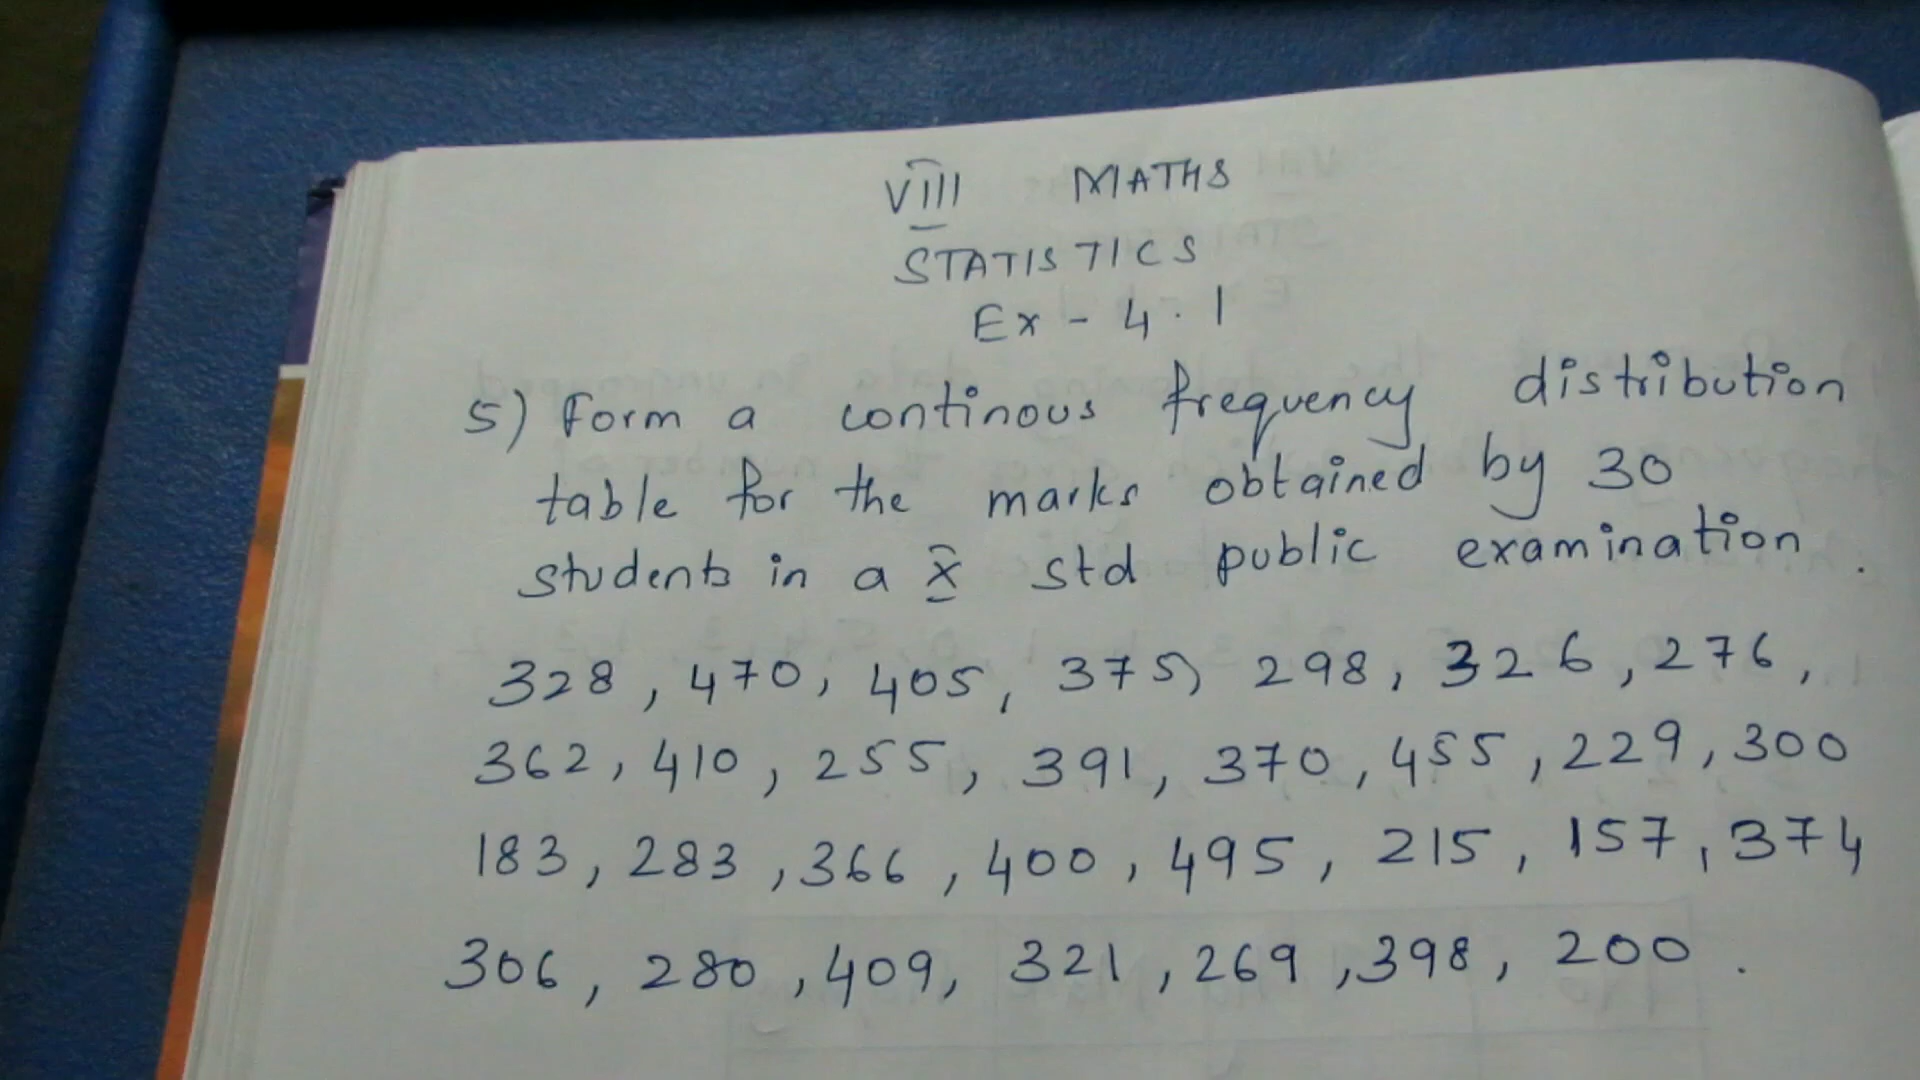 VIII MATHS
STATISTICS
Ex - 4.1
5) Form a continous frequency distribution
table for the marks obtained by 30
students in a X std public examination.
328, 470, 405, 375, 298, 326, 276,
362, 410, 255, 391, 370, 455, 229, 300
183, 283, 366, 400, 495, 215, 157, 374
306, 280, 409, 321, 269, 398, 200.